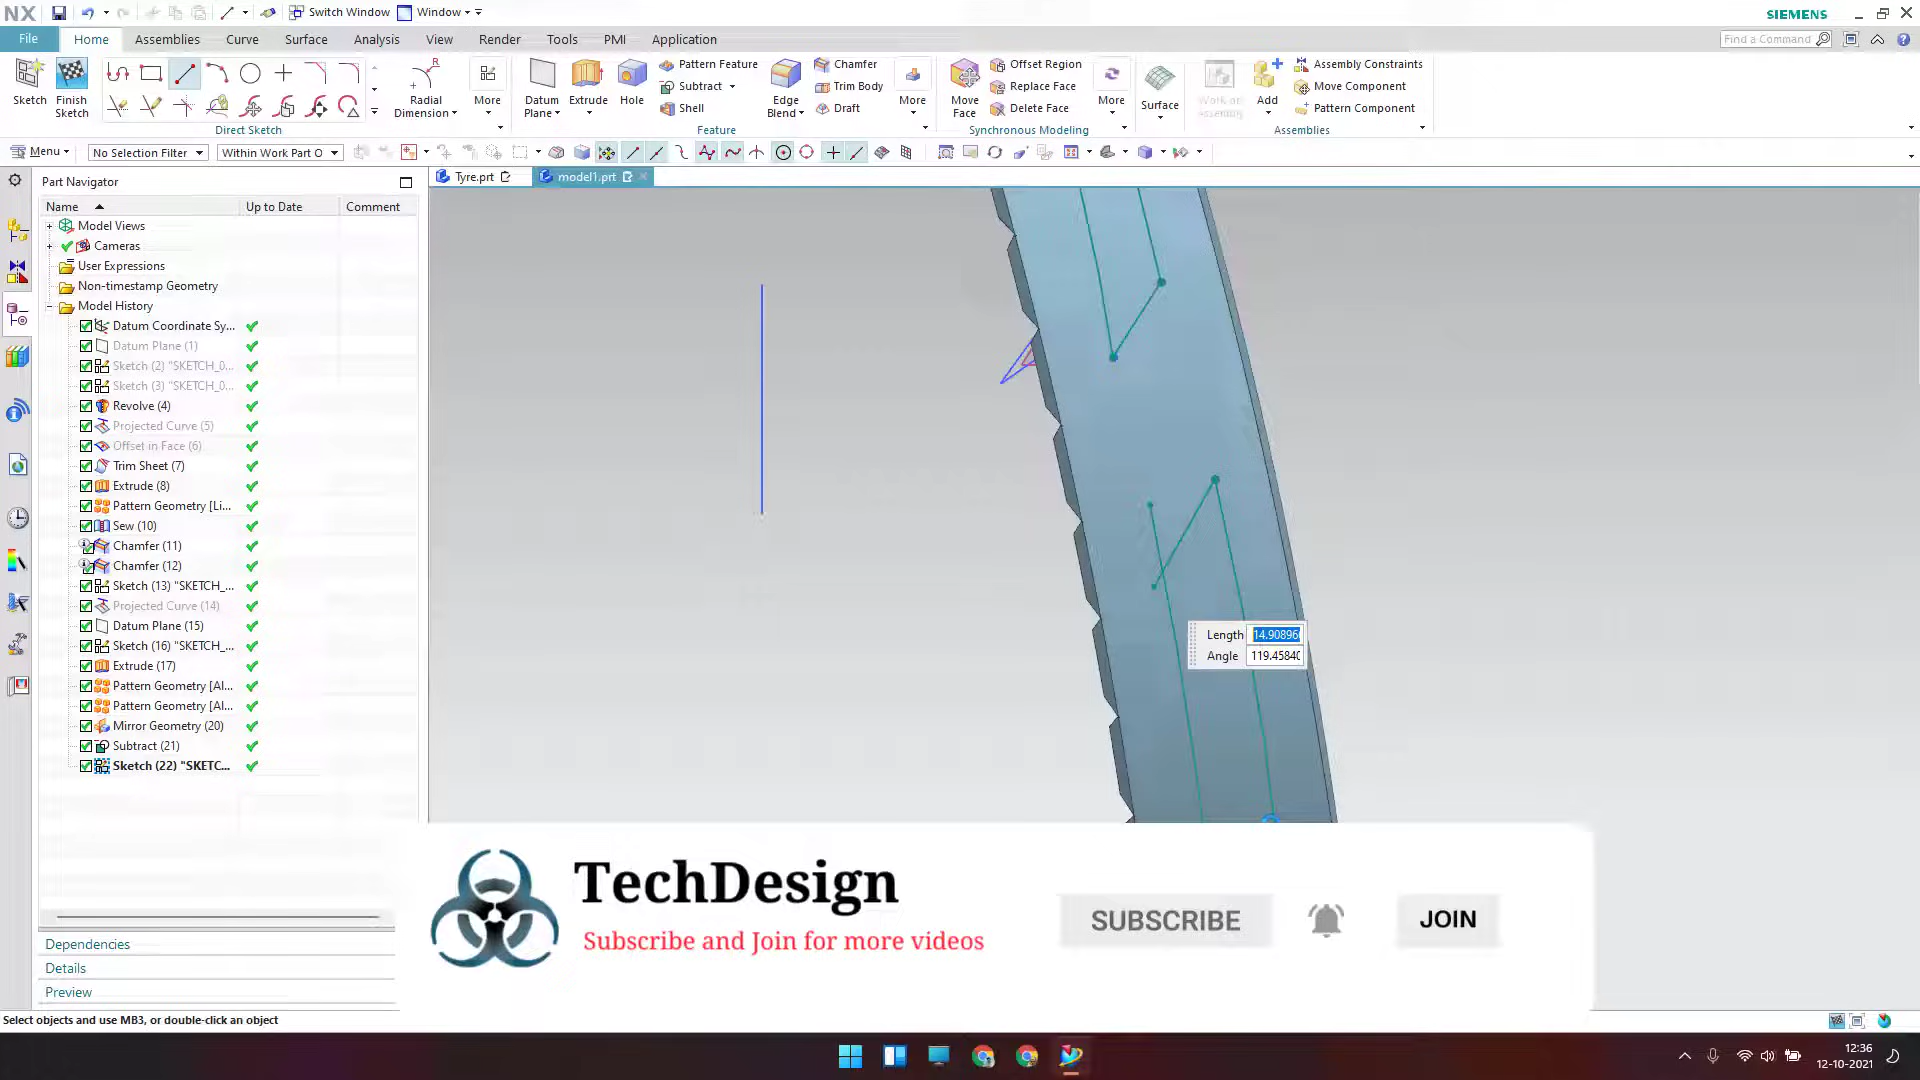 NX
Switch Window
Window
SIEMENS
File
Home
Assemblies
Curve
Surface
Analysis
View
Render
Tools
PMI
Application
Find a Command
Sketch
Finish Sketch
Radial Dimension
More
Datum Plane
Extrude
Hole
Pattern Feature
Subtract
Shell
Edge Blend
Chamfer
Trim Body
Draft
More
Move Face
Offset Region
Replace Face
Delete Face
More
Surface
Work on Assembly
Add
Assembly Constraints
Move Component
Pattern Component
Direct Sketch
Feature
Synchronous Modeling
Assemblies
Menu
No Selection Filter
Within Work Part O
Part Navigator
Tyre.prt
model1.prt
Name
Up to Date
Comment
Model Views
Cameras
User Expressions
Non-timestamp Geometry
Model History
Datum Coordinate Sy...
Datum Plane (1)
Sketch (2) "SKETCH_0...
Sketch (3) "SKETCH_0...
Revolve (4)
Projected Curve (5)
Offset in Face (6)
Trim Sheet (7)
Extrude (8)
Pattern Geometry [Li...
Sew (10)
Chamfer (11)
Chamfer (12)
Sketch (13) "SKETCH_...
Projected Curve (14)
Datum Plane (15)
Sketch (16) "SKETCH_...
Extrude (17)
Pattern Geometry [Al...
Pattern Geometry [Al...
Mirror Geometry (20)
Subtract (21)
Sketch (22) "SKETC...
Length 14.90896
Angle 119.4584
TechDesign
Subscribe and Join for more videos
SUBSCRIBE
JOIN
Dependencies
Details
Preview
Select objects and use MB3, or double-click an object
12:36
12-10-2021